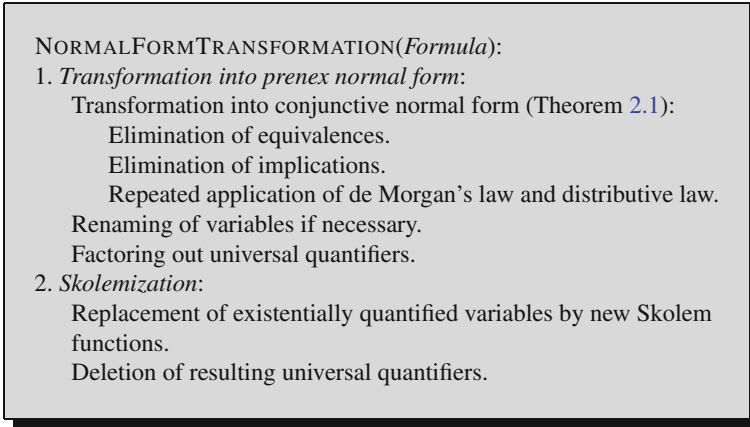 NORMALFORMTRANSFORMATION(Formula):
1. Transformation into prenex normal form:
Transformation into conjunctive normal form (Theorem 2.1):
Elimination of equivalences.
Elimination of implications.
Repeated application of de Morgan's law and distributive law.
Renaming of variables if necessary.
Factoring out universal quantifiers.
2. Skolemization:
Replacement of existentially quantified variables by new Skolem
functions.
Deletion of resulting universal quantifiers.